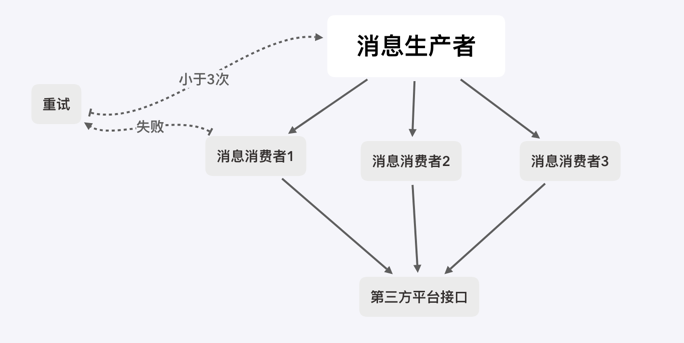 消息生产者
小于3次
重试
失败
消息消费者1
消息消费者2
消息消费者3
第三方平台接口